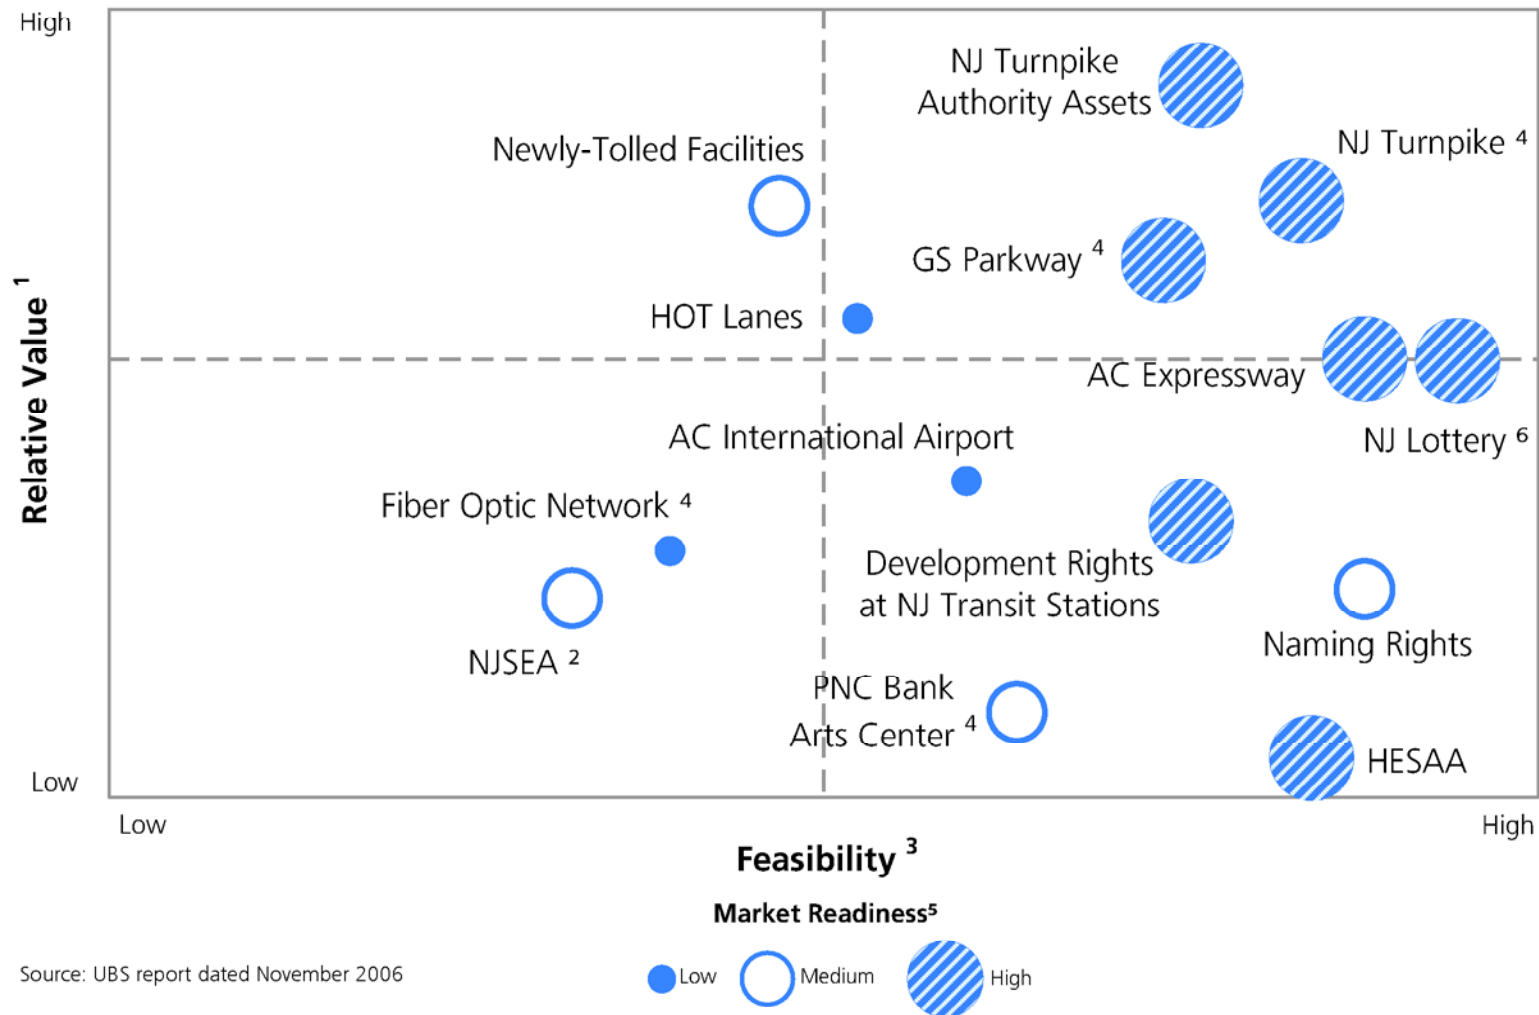 High
NJ Turnpike
Authority Assets
NJ Turnpike ⁴
Newly-Tolled Facilities
GS Parkway ⁴
HOT Lanes
Relative Value ¹
AC Expressway
AC International Airport
NJ Lottery ⁶
Fiber Optic Network ⁴
Development Rights
at NJ Transit Stations
Naming Rights
NJSEA ²
PNC Bank
Arts Center ⁴
HESAA
Low
Low
High
Feasibility ³
Market Readiness⁵
Source: UBS report dated November 2006
Low
Medium
High